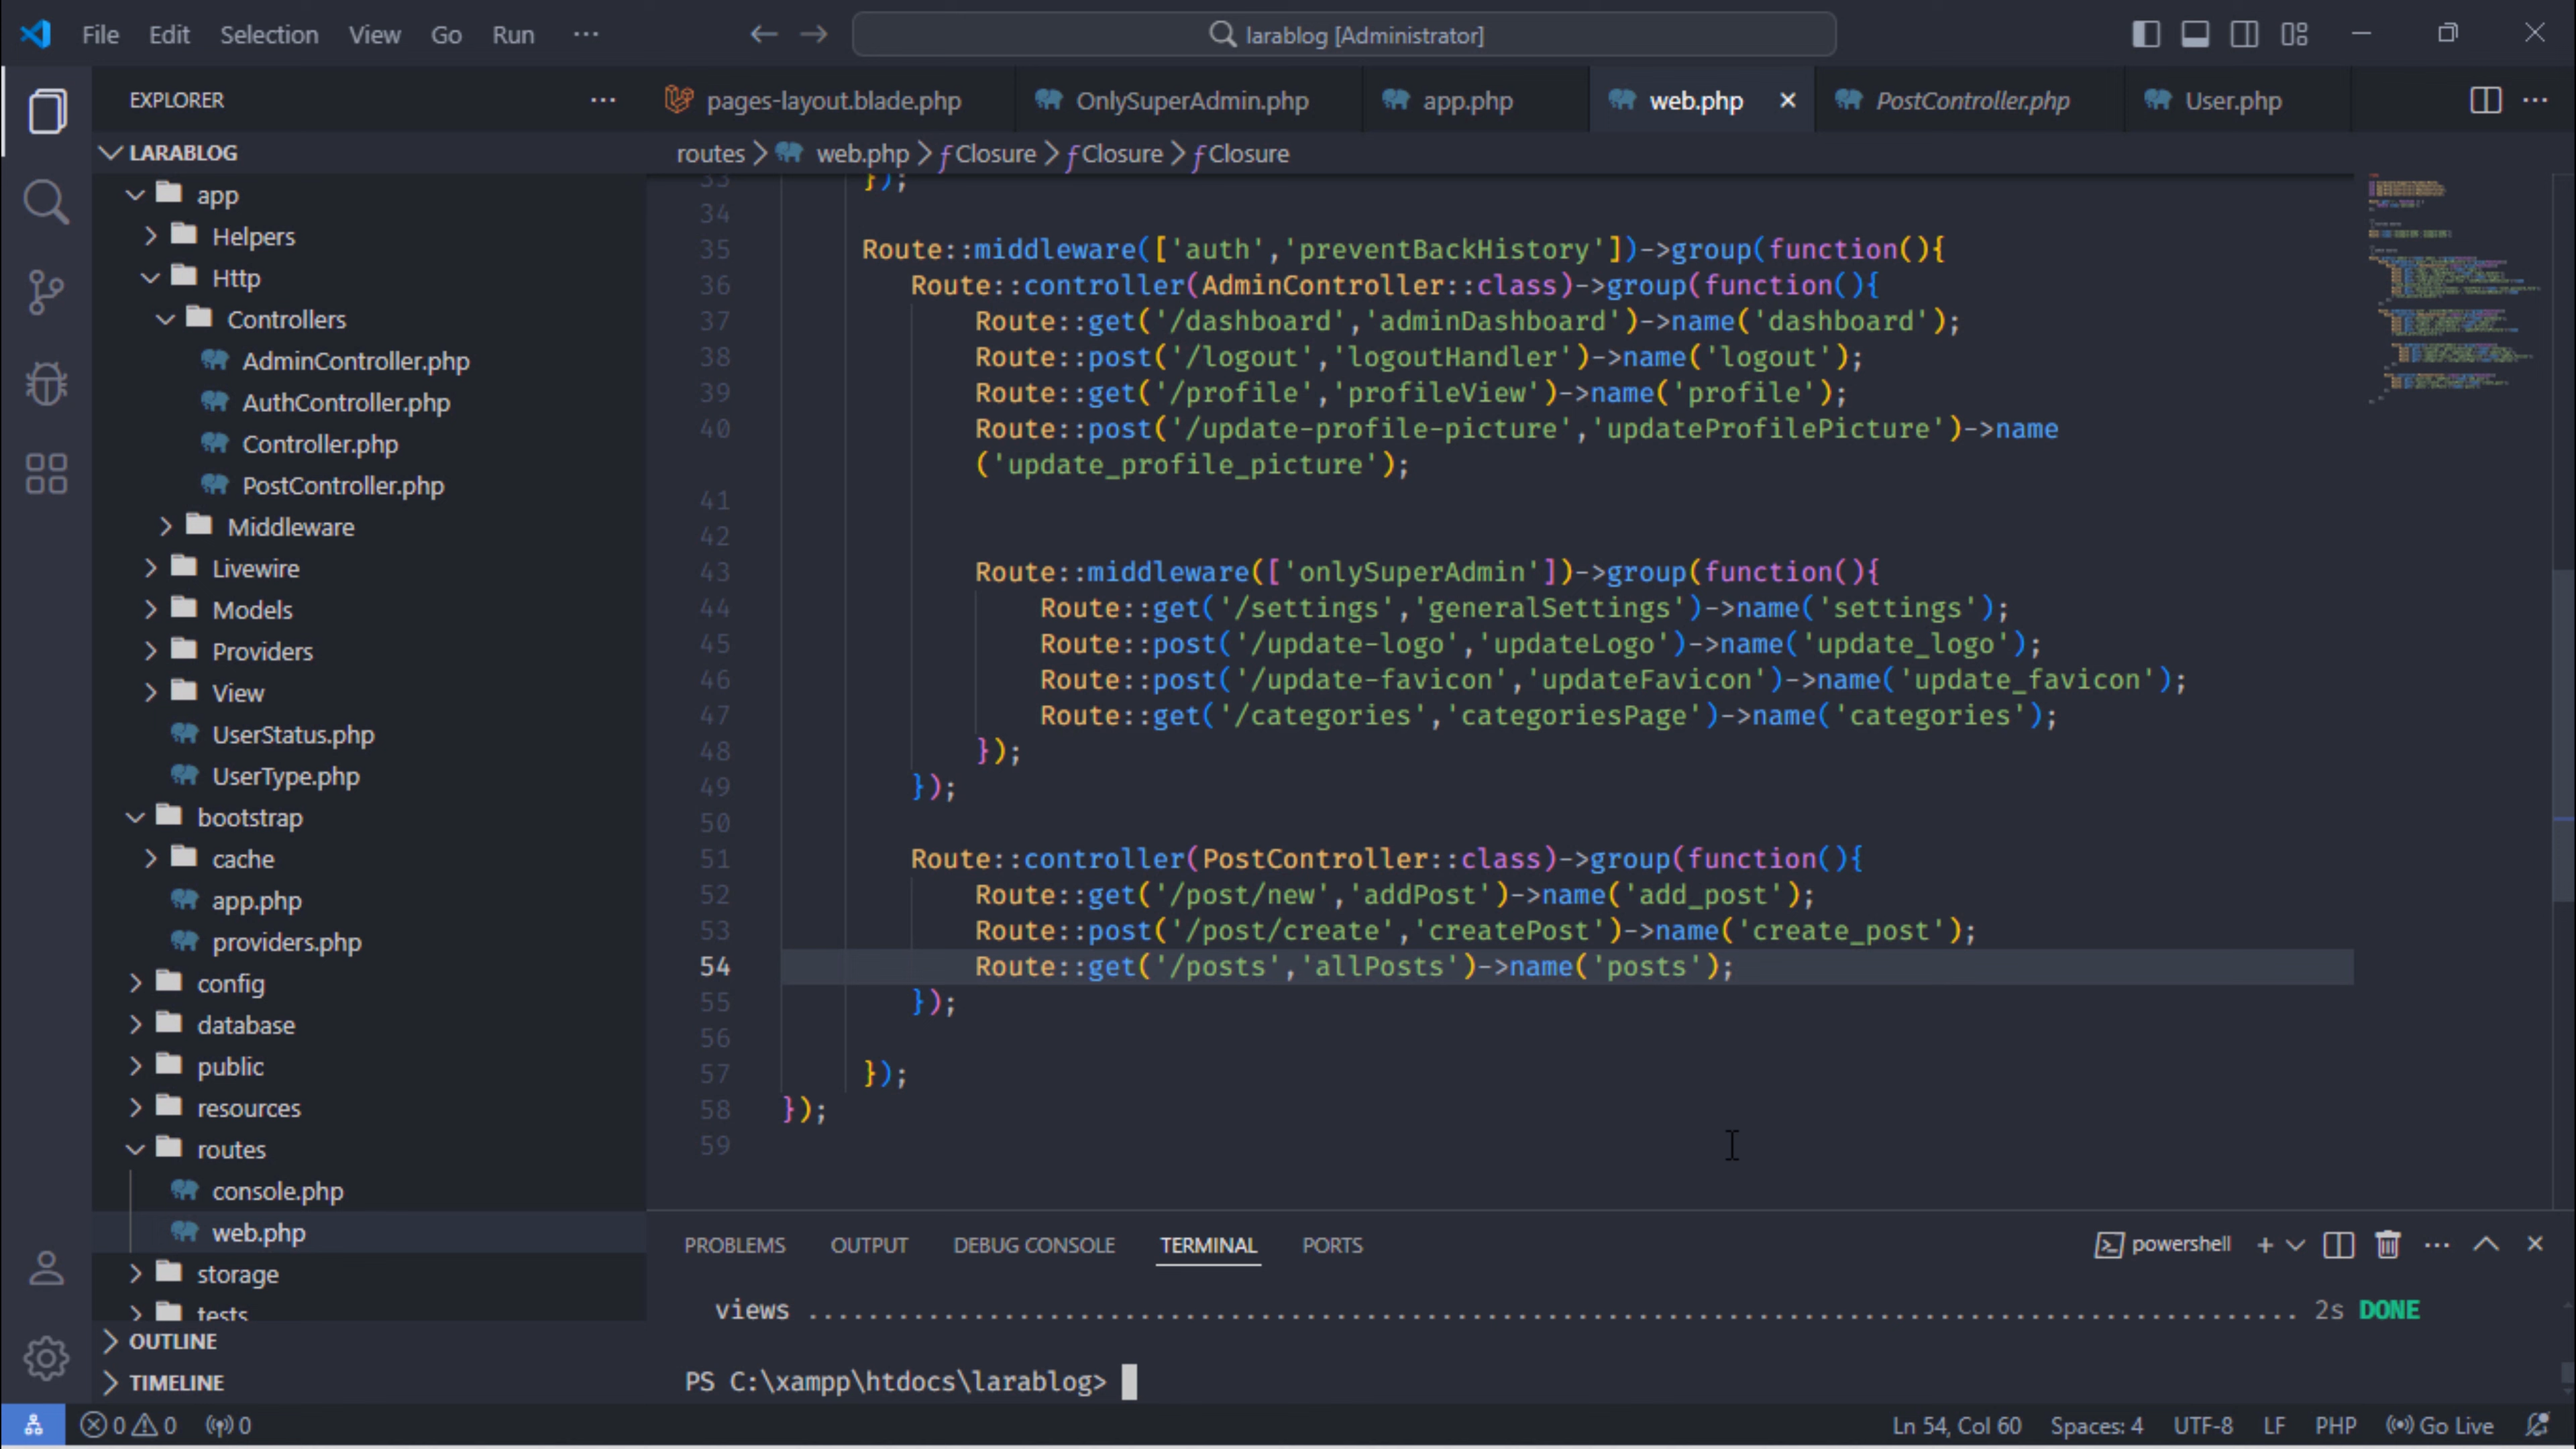 File Edit Selection View Go Run ··· larablog [Administrator]
EXPLORER ···
pages-layout.blade.php OnlySuperAdmin.php app.php web.php PostController.php User.php
LARABLOG
routes > web.php > Closure > Closure > Closure
app
Helpers
Http
Controllers
AdminController.php
AuthController.php
Controller.php
PostController.php
Middleware
Livewire
Models
Providers
View
UserStatus.php
UserType.php
bootstrap
cache
app.php
providers.php
config
database
public
resources
routes
console.php
web.php
storage
tests
OUTLINE
TIMELINE
33 });
34
35 Route::middleware(['auth','preventBackHistory'])->group(function(){
36 Route::controller(AdminController::class)->group(function(){
37 Route::get('/dashboard','adminDashboard')->name('dashboard');
38 Route::post('/logout','logoutHandler')->name('logout');
39 Route::get('/profile','profileView')->name('profile');
40 Route::post('/update-profile-picture','updateProfilePicture')->name
('update_profile_picture');
41
42
43 Route::middleware(['onlySuperAdmin'])->group(function(){
44 Route::get('/settings','generalSettings')->name('settings');
45 Route::post('/update-logo','updateLogo')->name('update_logo');
46 Route::post('/update-favicon','updateFavicon')->name('update_favicon');
47 Route::get('/categories','categoriesPage')->name('categories');
48 });
49 });
50
51 Route::controller(PostController::class)->group(function(){
52 Route::get('/post/new','addPost')->name('add_post');
53 Route::post('/post/create','createPost')->name('create_post');
54 Route::get('/posts','allPosts')->name('posts');
55 });
56
57 });
58 });
59
PROBLEMS OUTPUT DEBUG CONSOLE TERMINAL PORTS powershell
views .................................................................................................... 2s DONE
PS C:\xampp\htdocs\larablog>
0 0 0 Ln 54, Col 60 Spaces: 4 UTF-8 LF PHP Go Live